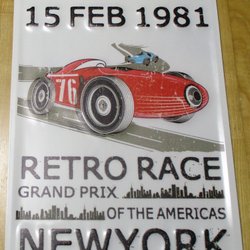 15 FEB 1981
76
RETRO RACE
GRAND PRIX
OF THE AMERICAS
NEWYORK